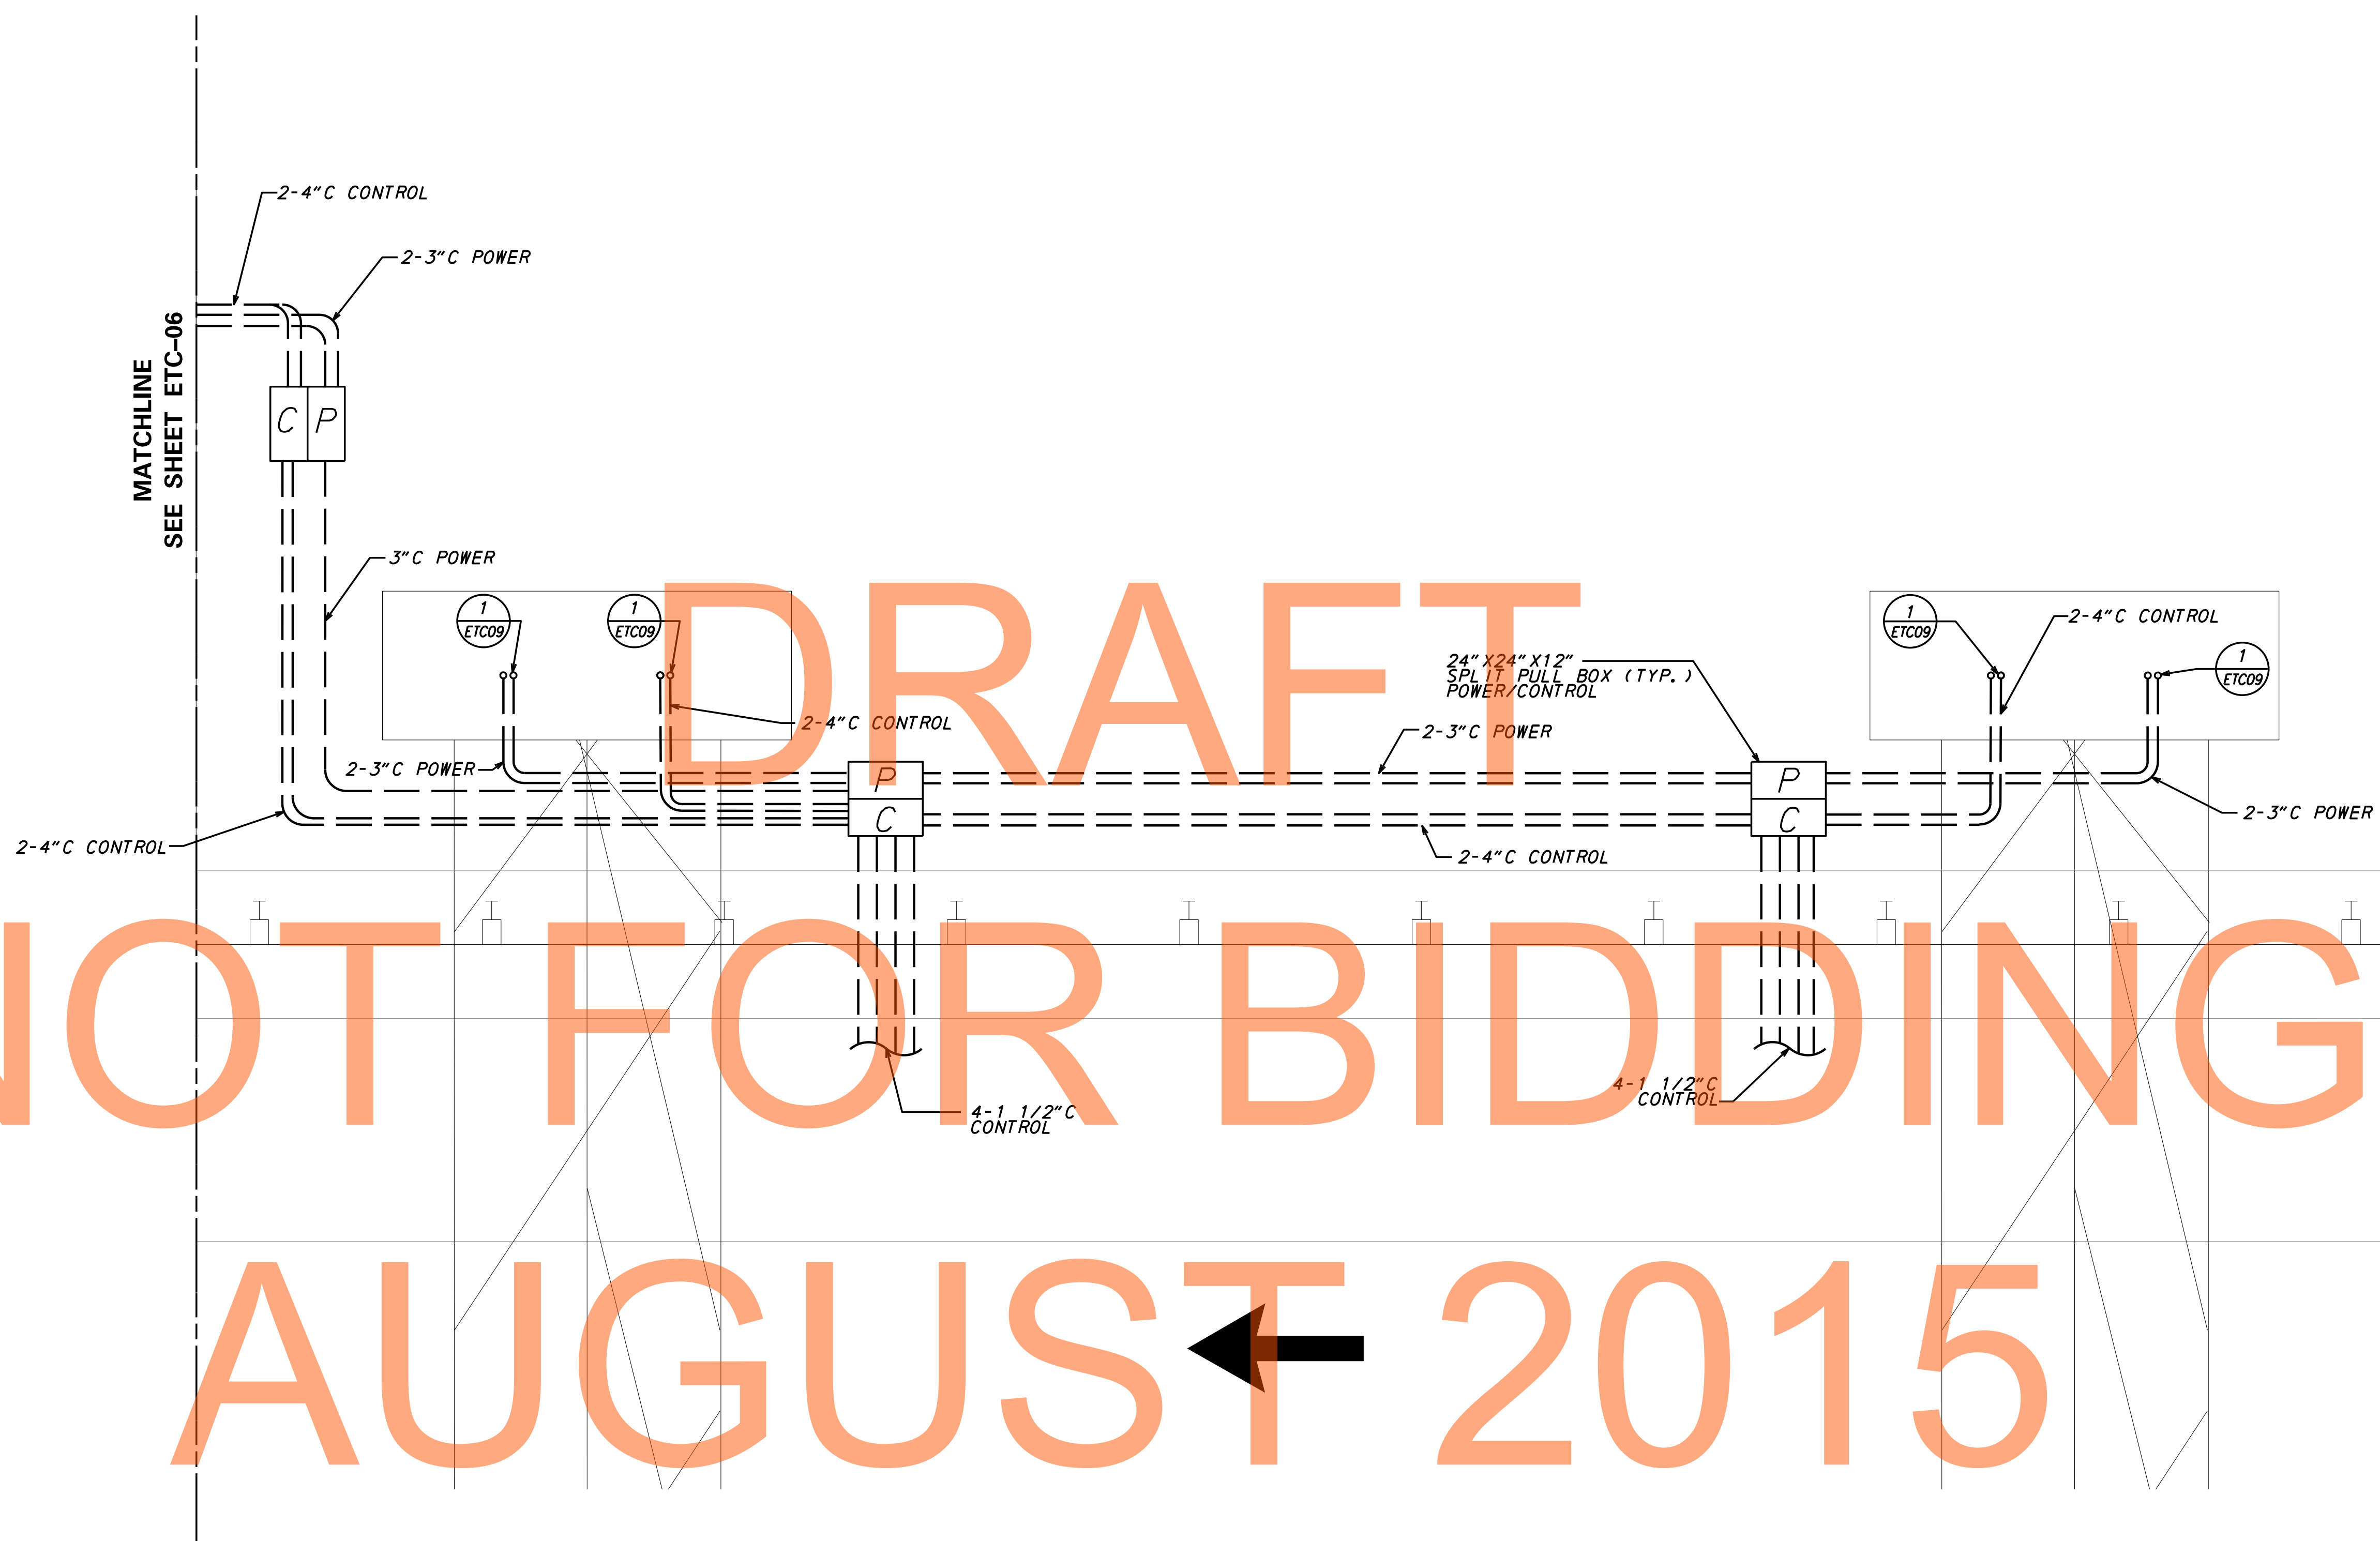 2-4"C CONTROL
2-3"C POWER
MATCHLINE
SEE SHEET ETC-06
C P
3"C POWER
1
ETC09
1
ETC09
2-4"C CONTROL
2-3"C POWER
2-4"C CONTROL
P
C
24"X24"X12"
SPLIT PULL BOX (TYP.)
POWER/CONTROL
2-3"C POWER
2-4"C CONTROL
P
C
1
ETC09
2-4"C CONTROL
1
ETC09
2-3"C POWER
4-1 1/2"C
CONTROL
4-1 1/2"C
CONTROL
DRAFT
NOT FOR BIDDING
AUGUST 2015